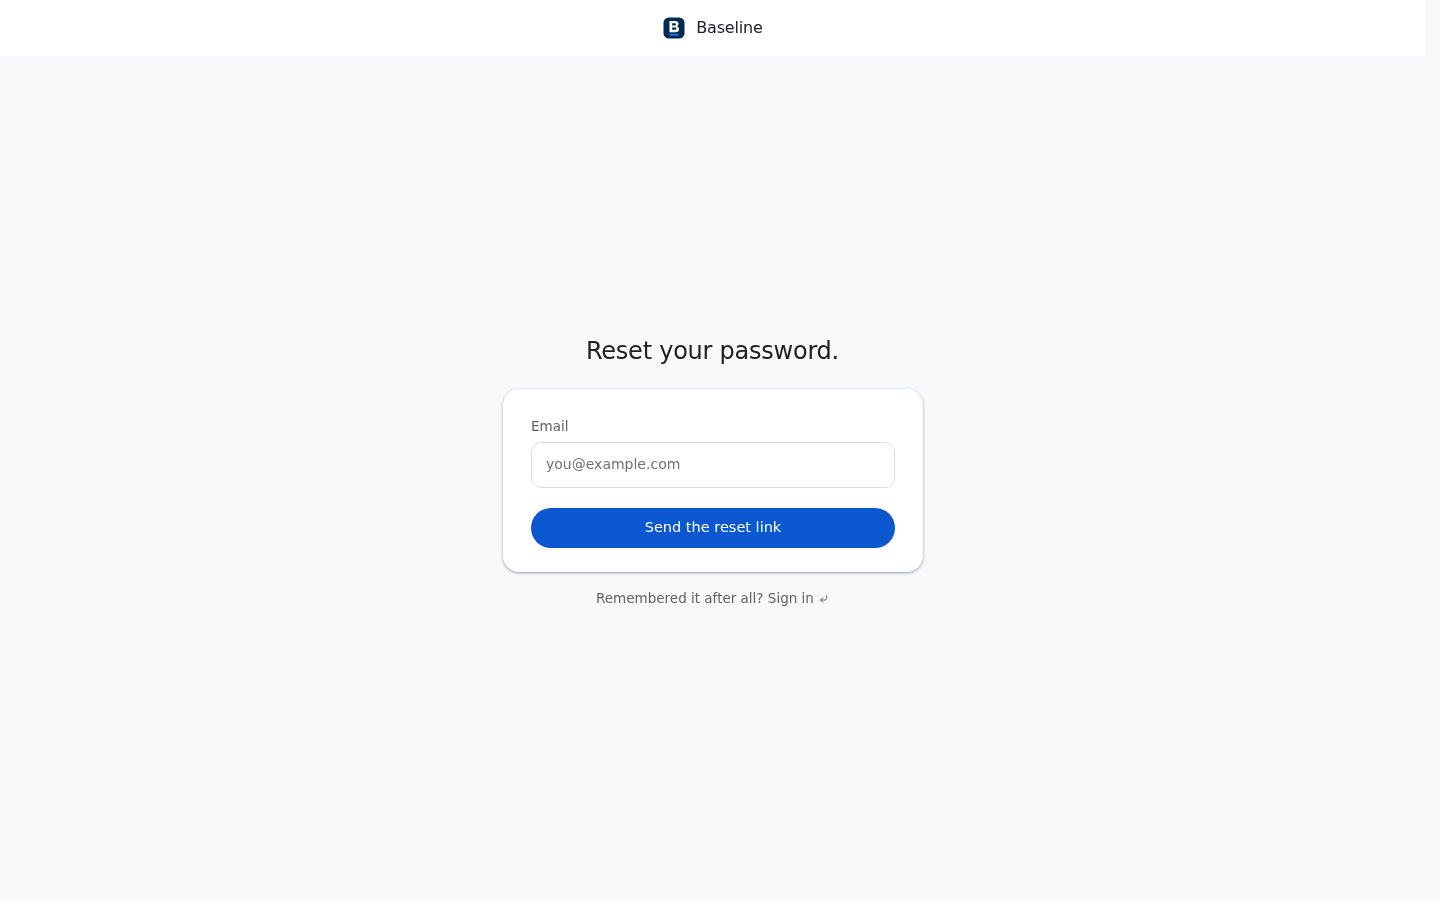 B Baseline
Reset your password.
Email
you@example.com
Send the reset link
Remembered it after all? Sign in ⤶